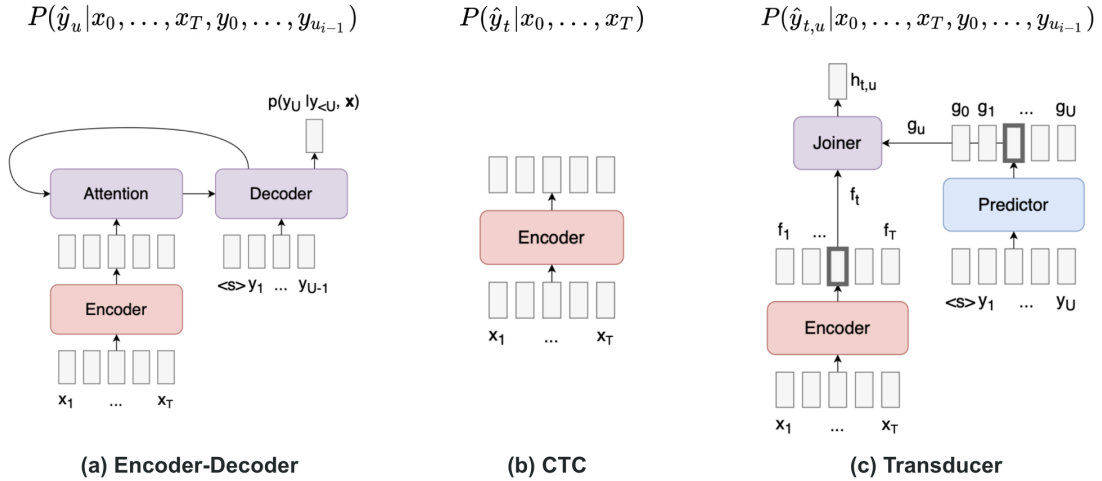 P(ŷ_u|x_0, …, x_T, y_0, …, y_{u_{i−1}})
P(ŷ_t|x_0, …, x_T)
P(ŷ_{t,u}|x_0, …, x_T, y_0, …, y_{u_{i−1}})
p(y_U |y_{<U}, x)
Attention
Decoder
<s> y_1 ... y_{U-1}
Encoder
x_1 ... x_T
Encoder
x_1 ... x_T
h_{t,u}
g_0 g_1 ... g_U
Joiner
g_u
f_t
Predictor
f_1 ... f_T
<s> y_1 ... y_U
Encoder
x_1 ... x_T
(a) Encoder-Decoder
(b) CTC
(c) Transducer